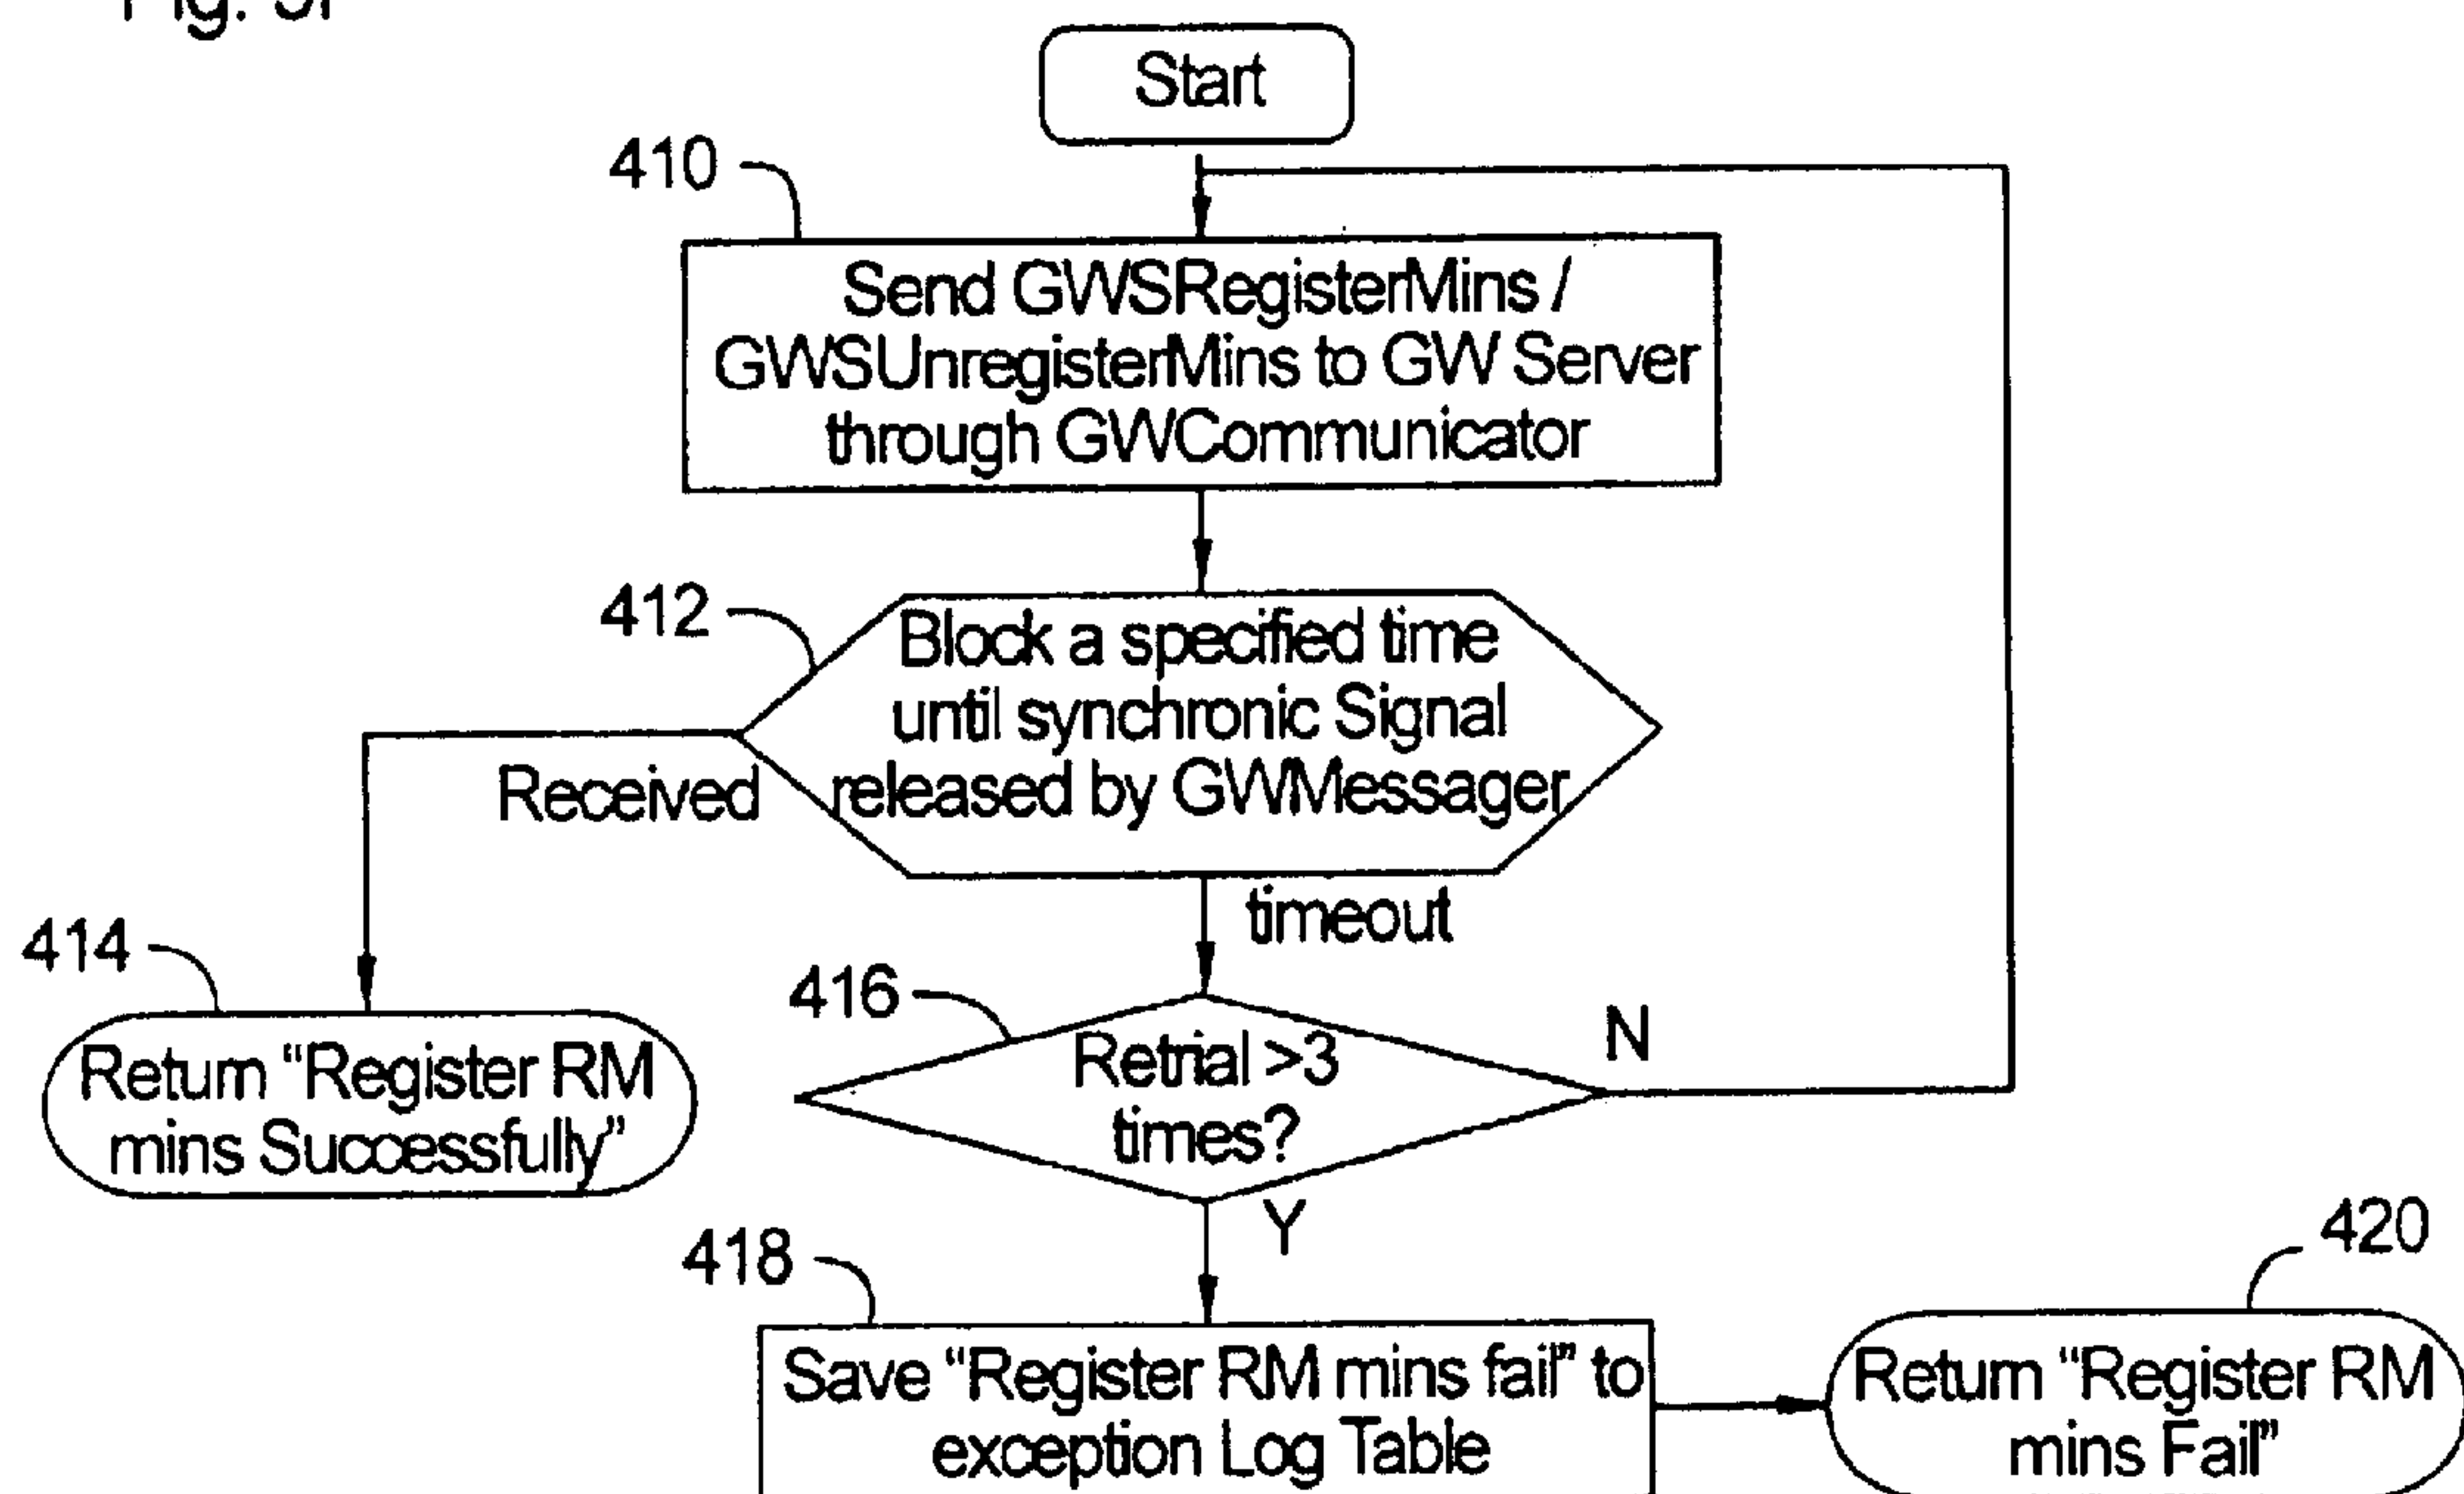 Start
410
Send GWSRegisterMins /
GWSUnregisterMins to GW Server
through GWCommunicator
412
Block a specified time
until synchronic Signal
released by GWMessager
Received
timeout
414
Return “Register RM
mins Successfully”
416
Retrial >3
times?
N
Y
418
Save “Register RM mins fail” to
exception Log Table
420
Return “Register RM
mins Fail”